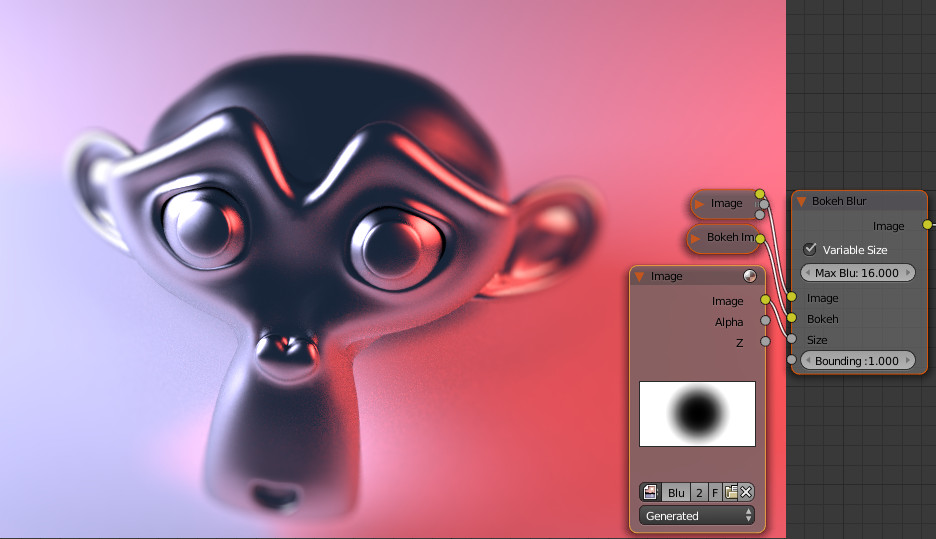 Image
Bokeh Im
Image
Image
Alpha
Z
Blu 2 F
Generated
Bokeh Blur
Image
Variable Size
Max Blu: 16.000
Image
Bokeh
Size
Bounding :1.000